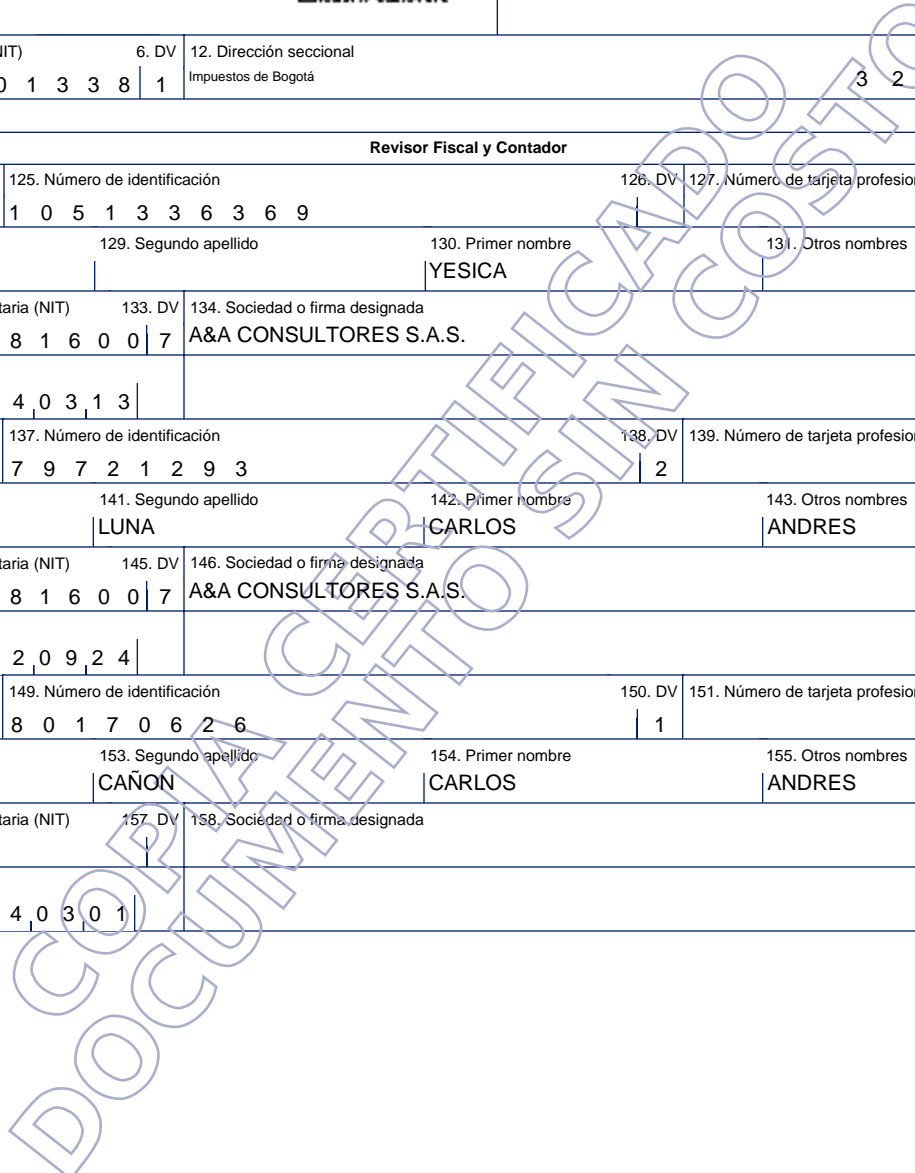 NIT) 6. DV 12. Dirección seccional
0 1 3 3 8 1 Impuestos de Bogotá 3 2
Revisor Fiscal y Contador
125. Número de identificación 126. DV 127. Número de tarjeta profesion
1 0 5 1 3 3 6 3 6 9
129. Segundo apellido 130. Primer nombre 131. Otros nombres
YESICA
taria (NIT) 133. DV 134. Sociedad o firma designada
8 1 6 0 0 7 A&A CONSULTORES S.A.S.
4 0 3 1 3
137. Número de identificación 138. DV 139. Número de tarjeta profesion
7 9 7 2 1 2 9 3 2
141. Segundo apellido 142. Primer nombre 143. Otros nombres
LUNA CARLOS ANDRES
taria (NIT) 145. DV 146. Sociedad o firma designada
8 1 6 0 0 7 A&A CONSULTORES S.A.S.
2 0 9 2 4
149. Número de identificación 150. DV 151. Número de tarjeta profesion
8 0 1 7 0 6 2 6 1
153. Segundo apellido 154. Primer nombre 155. Otros nombres
CAÑON CARLOS ANDRES
taria (NIT) 157. DV 158. Sociedad o firma designada
4 0 3 0 1
COPIA CERTIFICADO
DOCUMENTO SIN COSTO